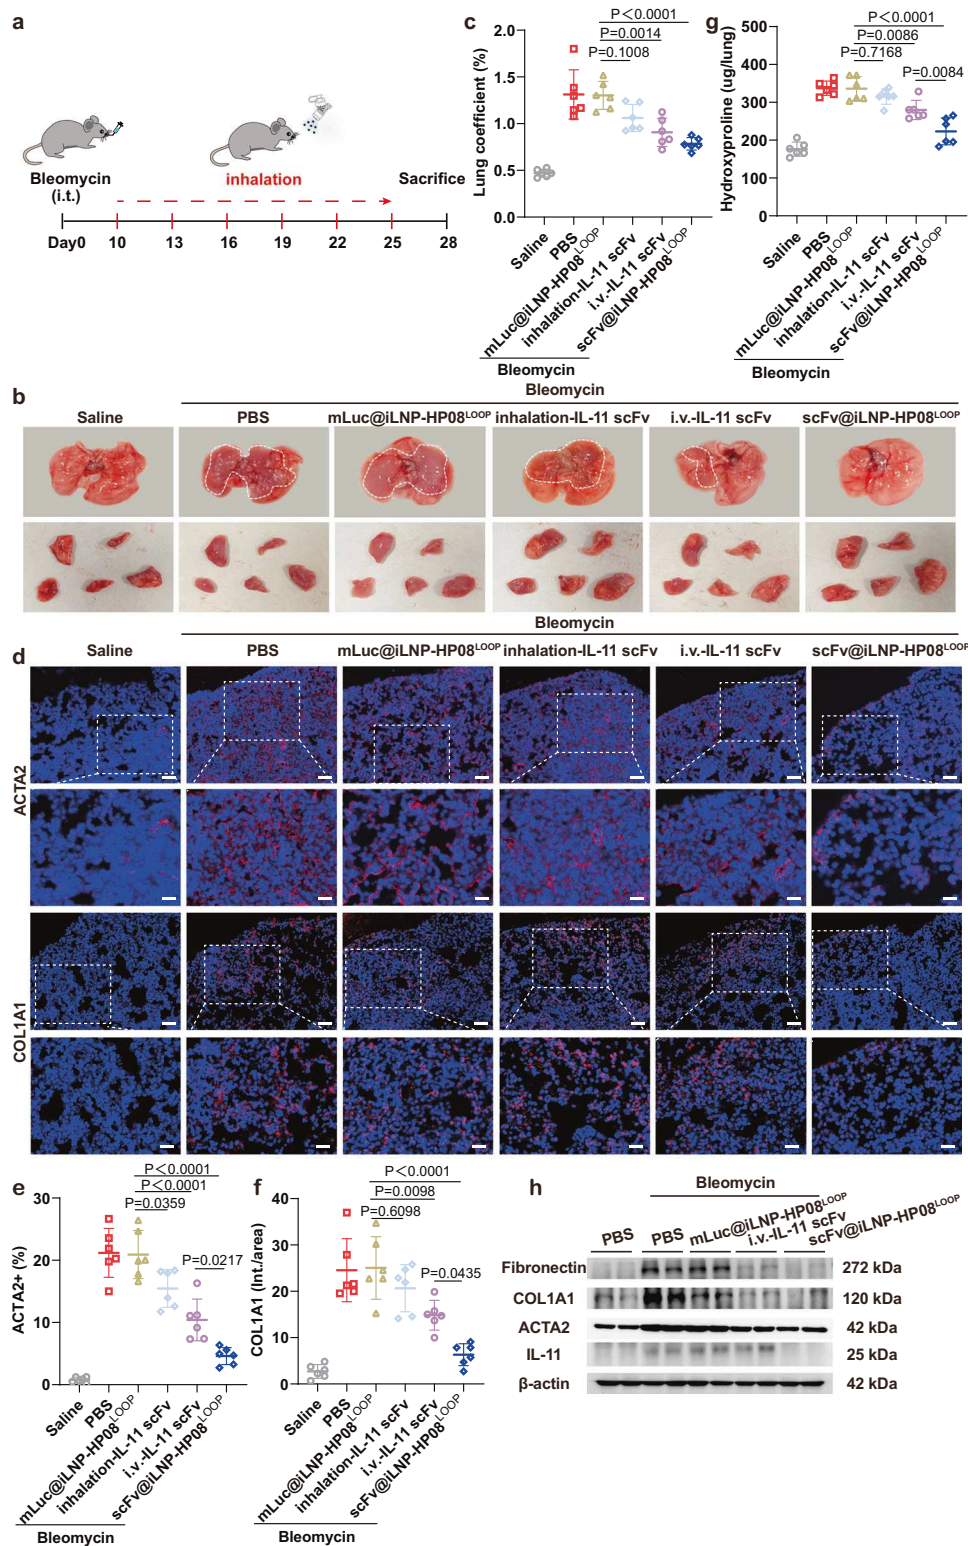 a
Bleomycin
(i.t.)
inhalation
Sacrifice
Day0 10 13 16 19 22 25 28
c
P＜0.0001
P=0.0014
P=0.1008
Lung coefficient (%)
2.0
1.5
1.0
0.5
0.0
Saline
PBS
mLuc@iLNP-HP08LOOP
inhalation-IL-11 scFv
i.v.-IL-11 scFv
scFv@iLNP-HP08LOOP
Bleomycin
g
P＜0.0001
P=0.0086
P=0.7168
P=0.0084
Hydroxyproline (ug/lung)
500
400
300
200
100
0
Saline
PBS
mLuc@iLNP-HP08LOOP
inhalation-IL-11 scFv
i.v.-IL-11 scFv
scFv@iLNP-HP08LOOP
Bleomycin
b
Bleomycin
Saline PBS mLuc@iLNP-HP08LOOP inhalation-IL-11 scFv i.v.-IL-11 scFv scFv@iLNP-HP08LOOP
d
Bleomycin
Saline PBS mLuc@iLNP-HP08LOOP inhalation-IL-11 scFv i.v.-IL-11 scFv scFv@iLNP-HP08LOOP
ACTA2
COL1A1
e
P＜0.0001
P＜0.0001
P=0.0359
P=0.0217
ACTA2+ (%)
30
20
10
0
Saline
PBS
mLuc@iLNP-HP08LOOP
inhalation-IL-11 scFv
i.v.-IL-11 scFv
scFv@iLNP-HP08LOOP
Bleomycin
f
P＜0.0001
P=0.0098
P=0.6098
P=0.0435
COL1A1 (Int./area)
40
30
20
10
0
Saline
PBS
mLuc@iLNP-HP08LOOP
inhalation-IL-11 scFv
i.v.-IL-11 scFv
scFv@iLNP-HP08LOOP
Bleomycin
h
Bleomycin
PBS PBS mLuc@iLNP-HP08LOOP i.v.-IL-11 scFv scFv@iLNP-HP08LOOP
Fibronectin 272 kDa
COL1A1 120 kDa
ACTA2 42 kDa
IL-11 25 kDa
β-actin 42 kDa